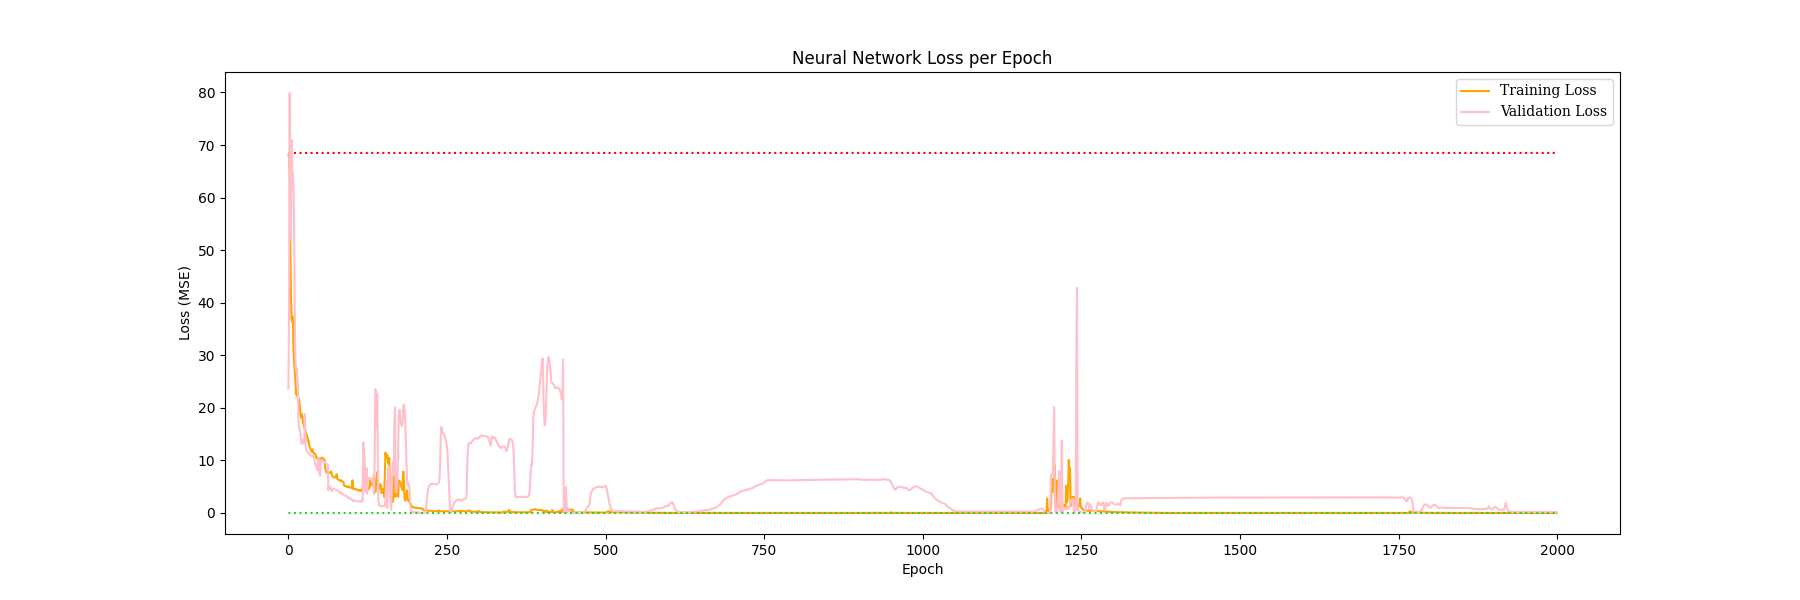 Neural Network Loss per Epoch
Training Loss
Validation Loss
80
70
60
50
40
30
20
10
0
Loss (MSE)
0 250 500 750 1000 1250 1500 1750 2000
Epoch